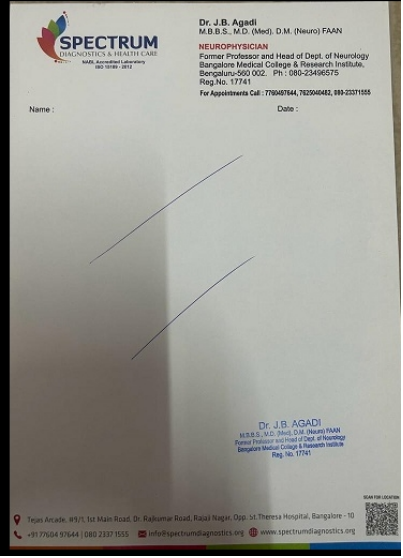 SPECTRUM
DIAGNOSTICS & HEALTH CARE
NABL Accredited Laboratory
ISO 15189 - 2012
Dr. J.B. Agadi
M.B.B.S., M.D. (Med). D.M. (Neuro) FAAN
NEUROPHYSICIAN
Former Professor and Head of Dept. of Neurology
Bangalore Medical College & Research Institute,
Bengaluru-560 002. Ph : 080-23496575
Reg.No. 17741
For Appointments Call : 7760497644, 7625040482, 080-23371555
Name :
Date :
Dr. J.B. AGADI
M.B.B.S., M.D. (Med). D.M. (Neuro) FAAN
Former Professor and Head of Dept. of Neurology
Bangalore Medical College & Research Institute
Reg. No. 17741
SCAN FOR LOCATION
Tejas Arcade, #9/1, 1st Main Road, Dr. Rajkumar Road, Rajaji Nagar, Opp. St.Theresa Hospital, Bangalore - 10
+91 77604 97644 | 080 2337 1555 info@spectrumdiagnostics.org www.spectrumdiagnostics.org